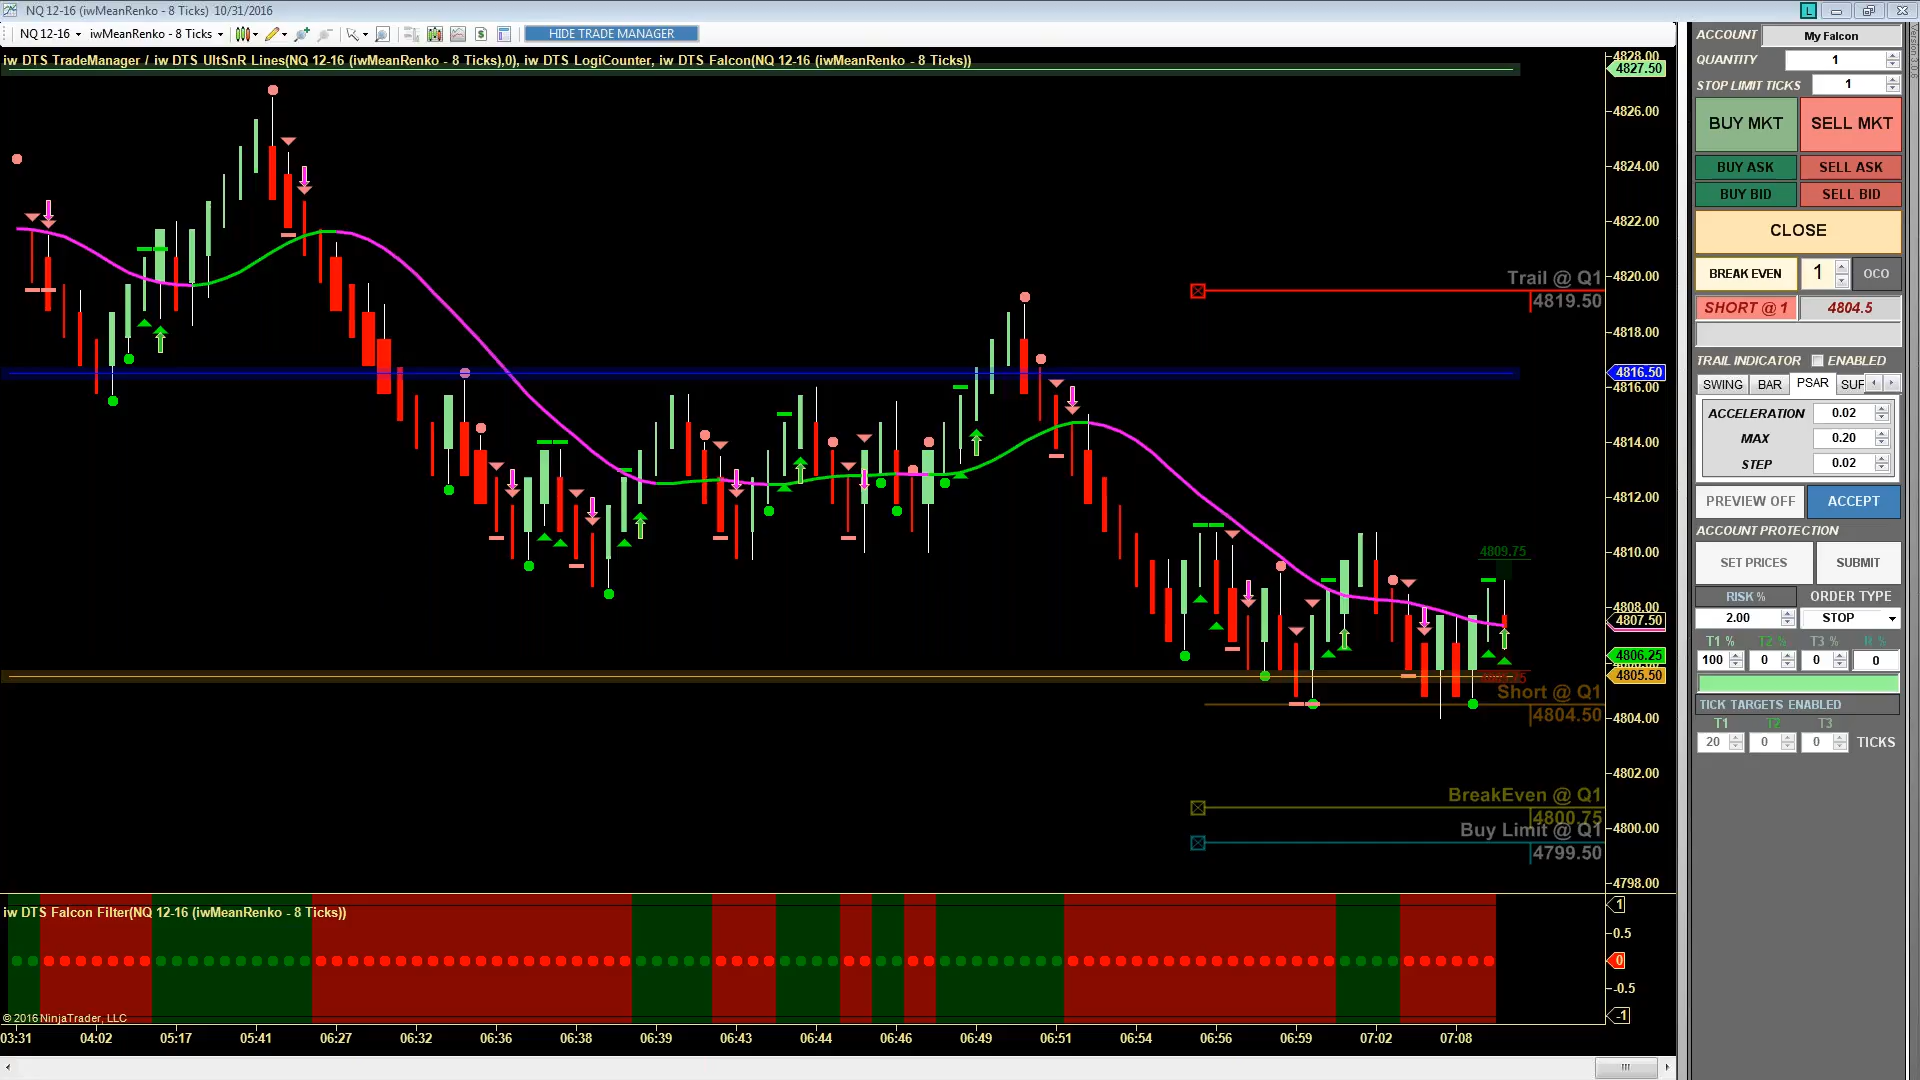 NQ 12-16 (iwMeanRenko - 8 Ticks) 10/31/2016
L
NQ 12-16 iwMeanRenko - 8 Ticks $ HIDE TRADE MANAGER
iw DTS TradeManager / iw DTS UltSnR Lines(NQ 12-16 (iwMeanRenko - 8 Ticks),0), iw DTS LogiCounter, iw DTS Falcon(NQ 12-16 (iwMeanRenko - 8 Ticks))
4828.00
4827.50
4826.00
4824.00
4822.00
4820.00
4818.00
4816.50
4816.00
4814.00
4812.00
4810.00
4808.00
4807.50
4806.25
4805.50
4804.00
4802.00
4800.00
4798.00
Trail @ Q1
4819.50
4809.75
Short @ Q1
4804.50
BreakEven @ Q1
4800.75
Buy Limit @ Q1
4799.50
iw DTS Falcon Filter(NQ 12-16 (iwMeanRenko - 8 Ticks))
1
0.5
0
-0.5
-1
© 2016 NinjaTrader, LLC
03:31 04:02 05:17 05:41 06:27 06:32 06:36 06:38 06:39 06:43 06:44 06:46 06:49 06:51 06:54 06:56 06:59 07:02 07:08
Version 3.0.6
ACCOUNT My Falcon
QUANTITY 1
STOP LIMIT TICKS 1
BUY MKT SELL MKT
BUY ASK SELL ASK
BUY BID SELL BID
CLOSE
BREAK EVEN 1 OCO
SHORT @ 1 4804.5
TRAIL INDICATOR ENABLED
SWING BAR PSAR SUF
ACCELERATION 0.02
MAX 0.20
STEP 0.02
PREVIEW OFF ACCEPT
ACCOUNT PROTECTION
SET PRICES SUBMIT
RISK % ORDER TYPE
2.00 STOP
T1 % T2 % T3 % R %
100 0 0 0
TICK TARGETS ENABLED
T1 T2 T3
20 0 0 TICKS